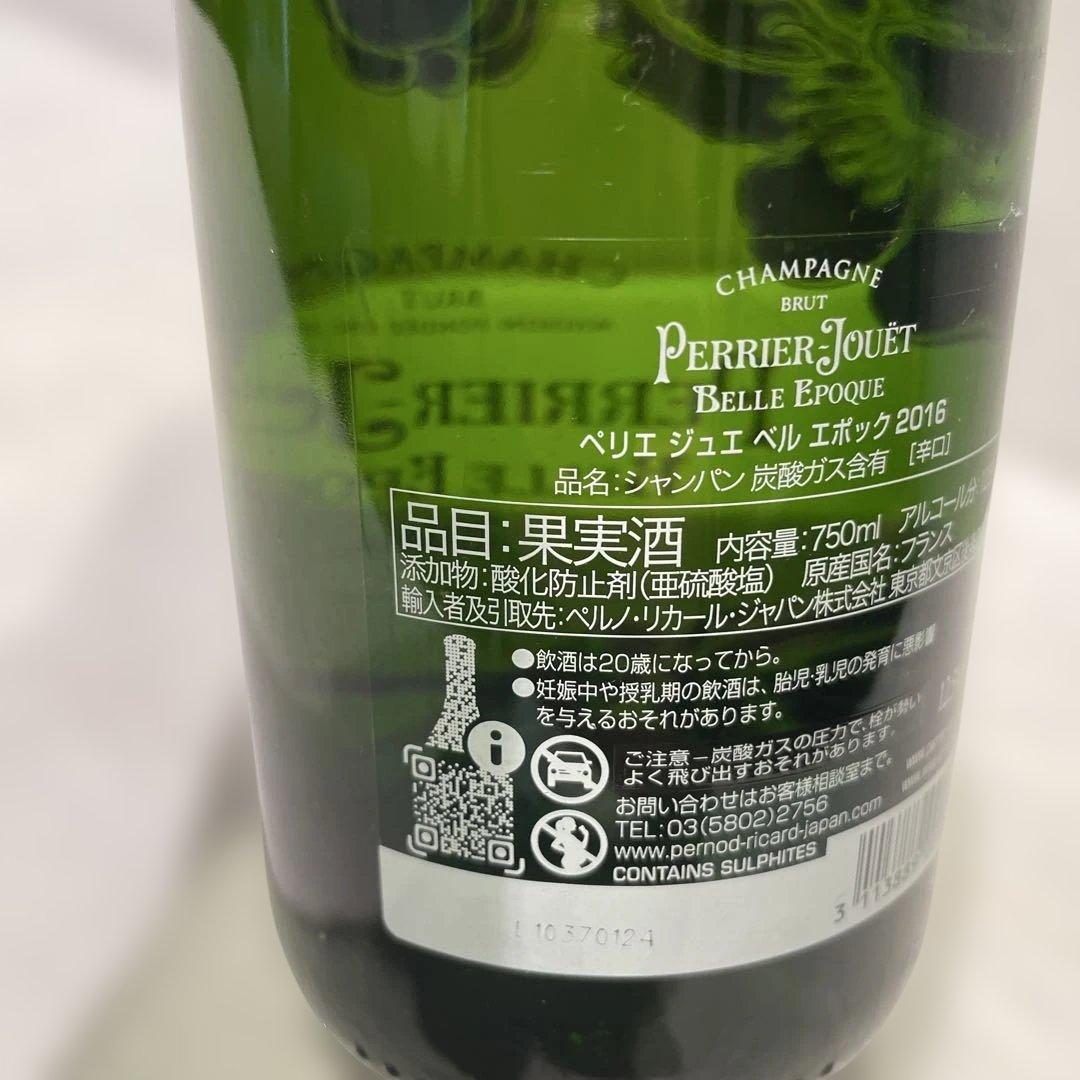 CHAMPAGNE
BRUT
PERRIER-JOUËT
BELLE EPOQUE
ペリエ ジュエ ベル エポック 2016
品名：シャンパン 炭酸ガス含有 [辛口]
品目：果実酒 内容量：750ml アルコール分：
添加物：酸化防止剤(亜硫酸塩) 原産国名：フランス
輸入者及引取先：ペルノ・リカール・ジャパン株式会社 東京都文京区後楽
●飲酒は20歳になってから。
●妊娠中や授乳期の飲酒は、胎児・乳児の発育に悪影響
を与えるおそれがあります。
ご注意－炭酸ガスの圧力で、栓が勢い
よく飛び出すおそれがあります。
お問い合わせはお客様相談室まで。
TEL：03(5802)2756
www.pernod-ricard-japan.com
CONTAINS SULPHITES
L 10370124